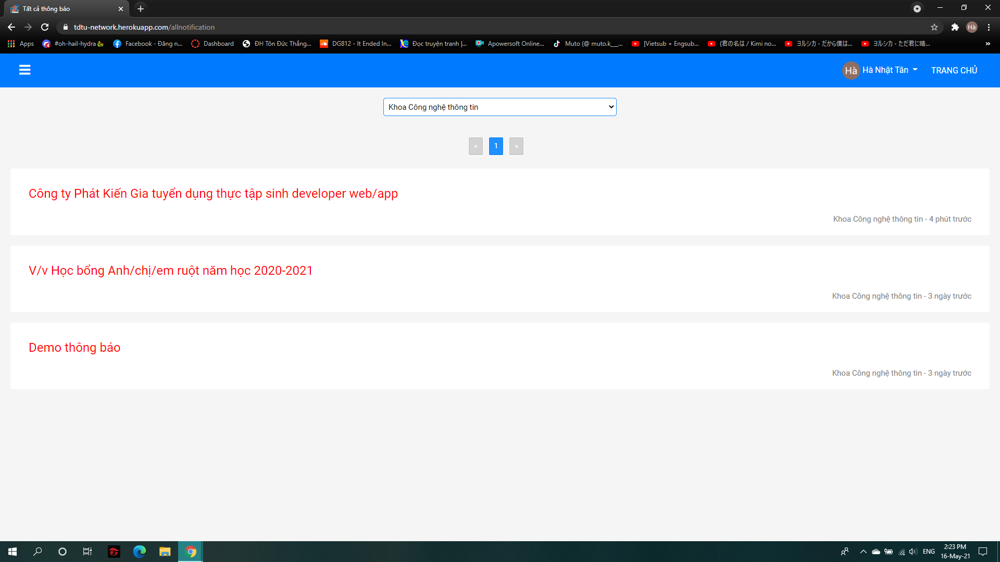 Tất cả thông báo
tdtu-network.herokuapp.com/allnotification
Hà
Apps
#oh-hail-hydra🐉
Facebook - Đăng n...
Dashboard
ĐH Tôn Đức Thắng...
DG812 - It Ended In...
Đọc truyện tranh |...
Apowersoft Online...
Muto (@ muto.k___...
[Vietsub + Engsub...
(君の名は / Kimi no...
ヨルシカ - だから僕は...
ヨルシカ - ただ君に晴...
»
Hà Hà Nhật Tân
TRANG CHỦ
Khoa Công nghệ thông tin
« 1 »
Công ty Phát Kiến Gia tuyển dụng thực tập sinh developer web/app
Khoa Công nghệ thông tin - 4 phút trước
V/v Học bổng Anh/chị/em ruột năm học 2020-2021
Khoa Công nghệ thông tin - 3 ngày trước
Demo thông báo
Khoa Công nghệ thông tin - 3 ngày trước
ENG
2:23 PM
16-May-21